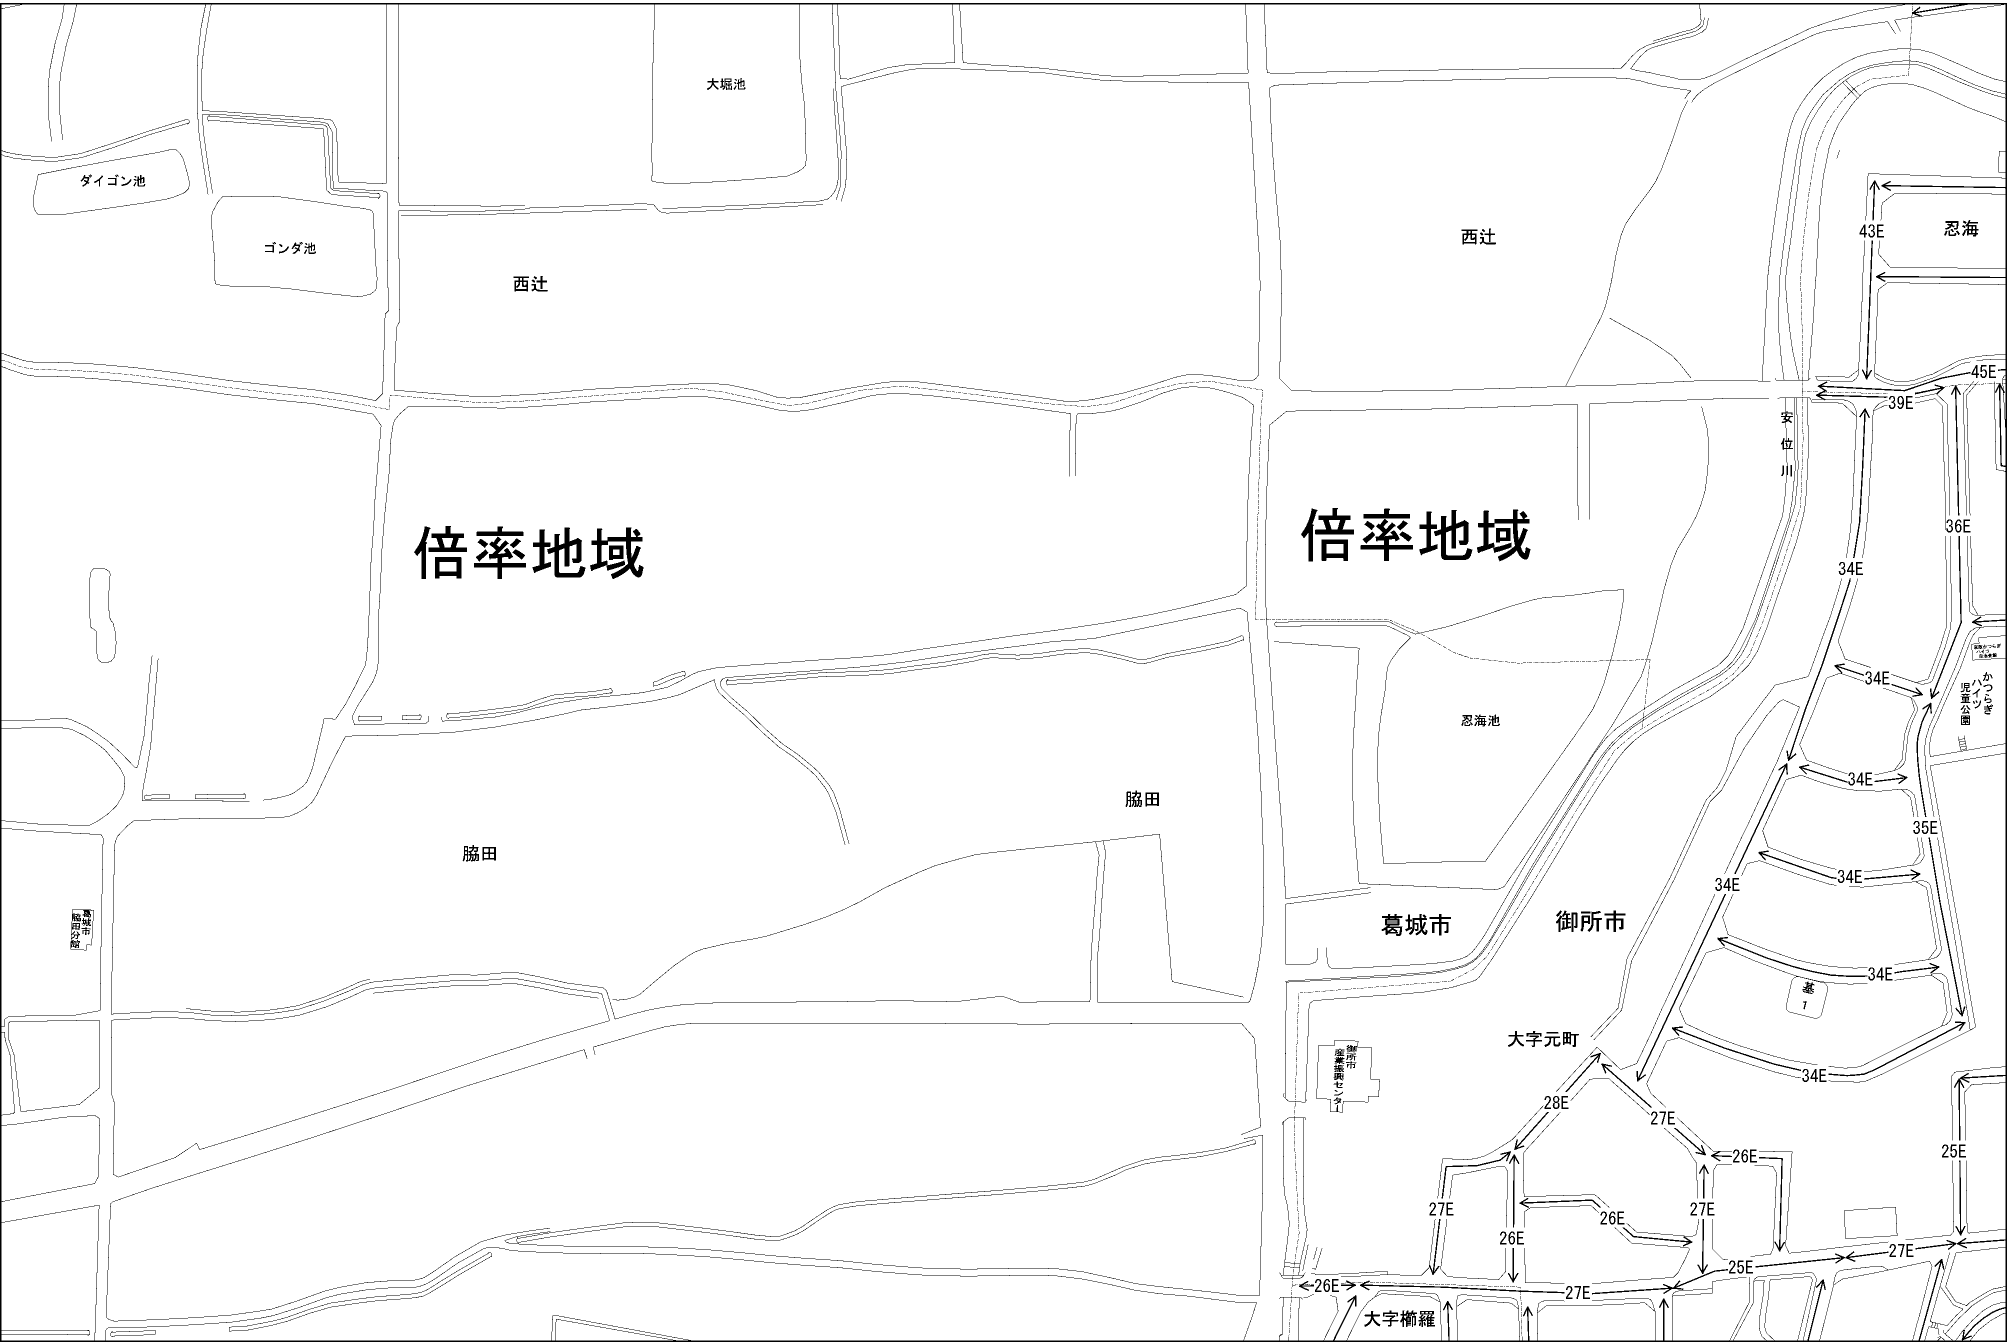 大堀池
ダイゴン池
ゴンダ池
西辻
西辻
43E
忍海
45E
39E
安位川
倍率地域
倍率地域
36E
34E
34E
かつらぎ
ハイツ
児童公園
忍海池
34E
35E
脇田
脇田
34E
34E
葛城市
脇田分館
葛城市
御所市
34E
基
1
大字元町
御所市
産業振興センター
34E
28E
27E
26E
25E
27E
26E
27E
26E
27E
25E
26E
27E
大字櫛羅